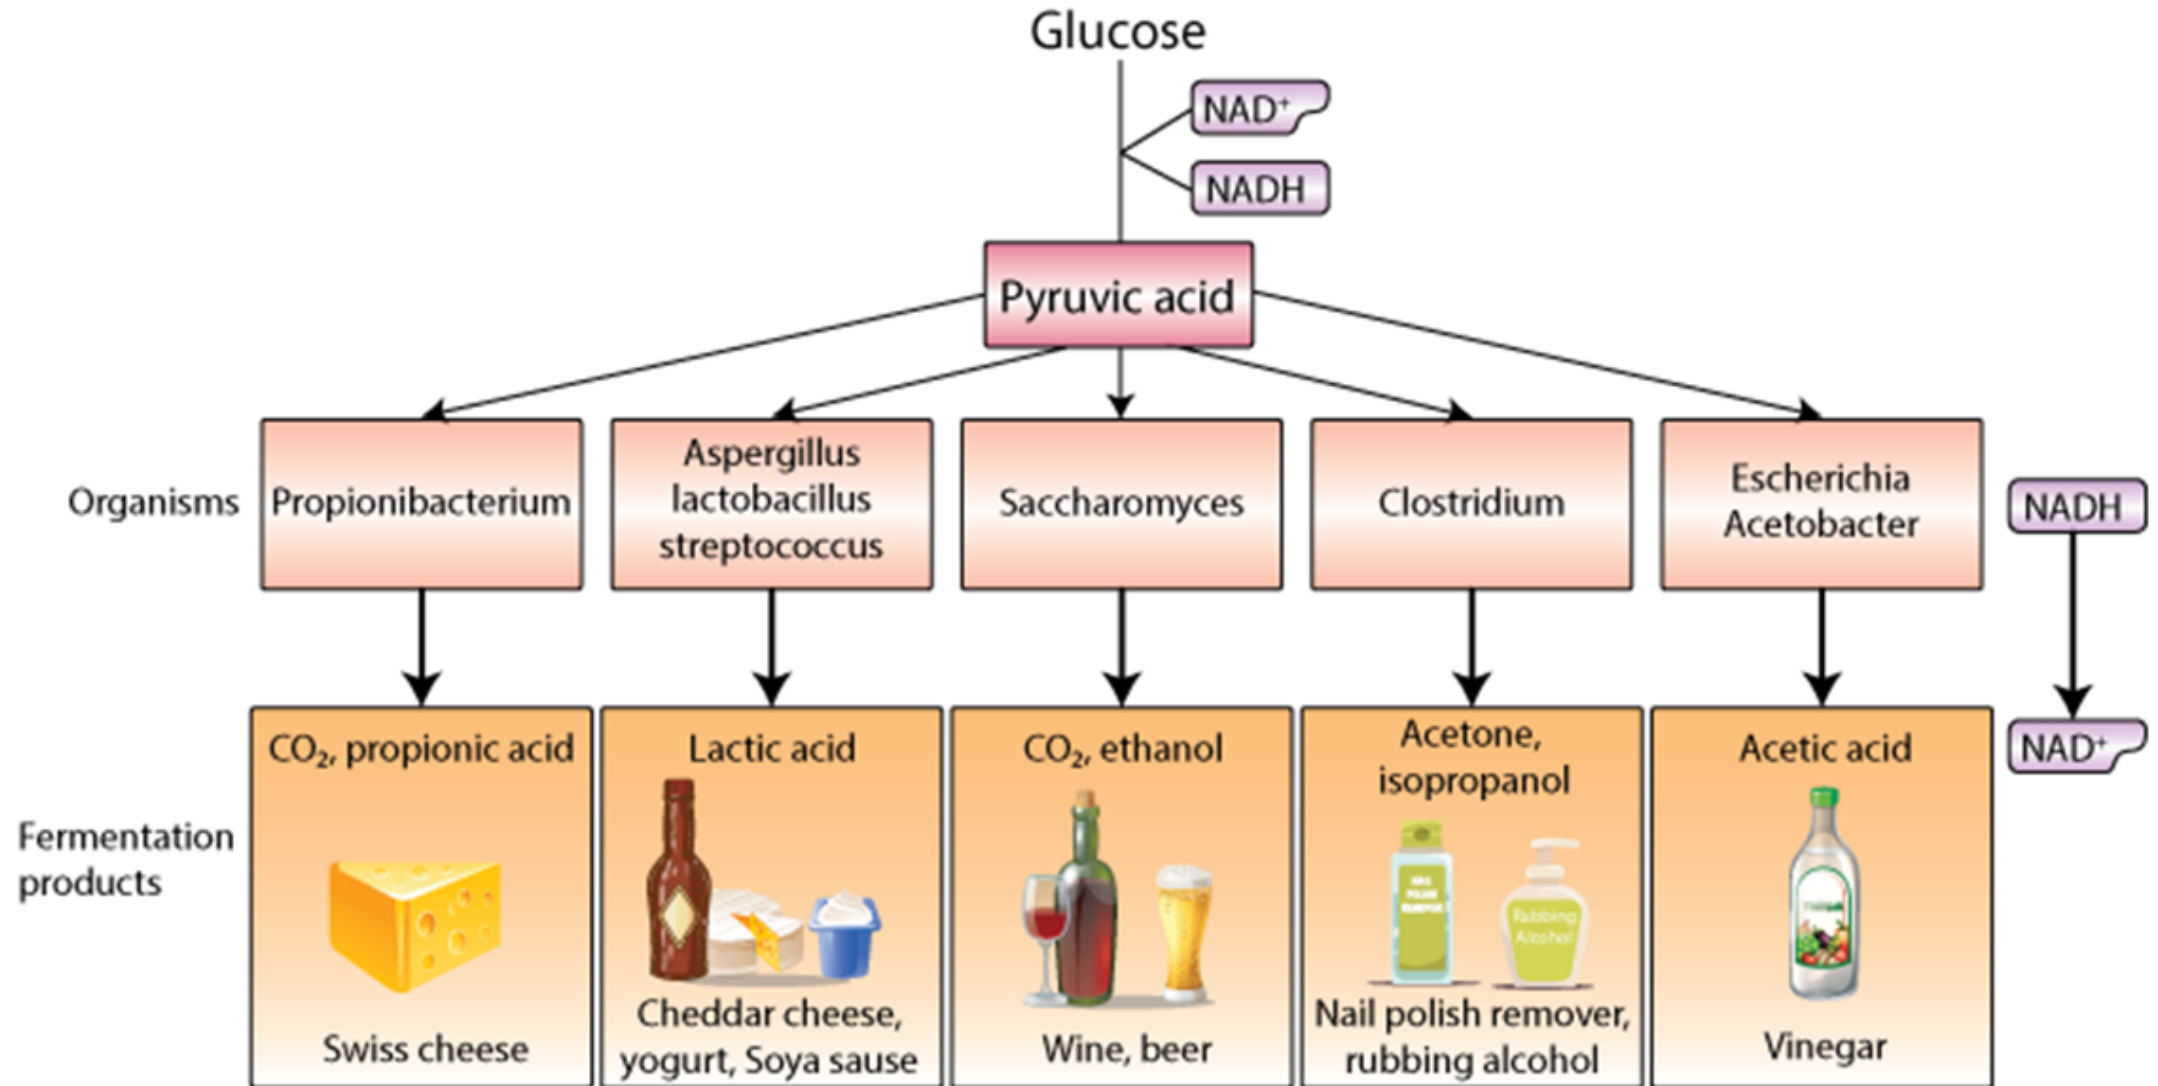 Glucose
NAD⁺
NADH
Pyruvic acid
Organisms
Propionibacterium
Aspergillus
lactobacillus
streptococcus
Saccharomyces
Clostridium
Escherichia
Acetobacter
NADH
NAD⁺
Fermentation
products
CO₂, propionic acid
Swiss cheese
Lactic acid
Cheddar cheese,
yogurt, Soya sause
CO₂, ethanol
Wine, beer
Acetone,
isopropanol
Rubbing
Alcohol
Nail polish remover,
rubbing alcohol
Acetic acid
Vinegar